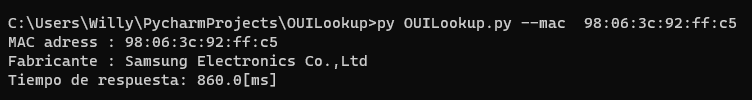 C:\Users\Willy\PycharmProjects\OUILookup>py OUILookup.py --mac  98:06:3c:92:ff:c5
MAC adress : 98:06:3c:92:ff:c5
Fabricante : Samsung Electronics Co.,Ltd
Tiempo de respuesta: 860.0[ms]